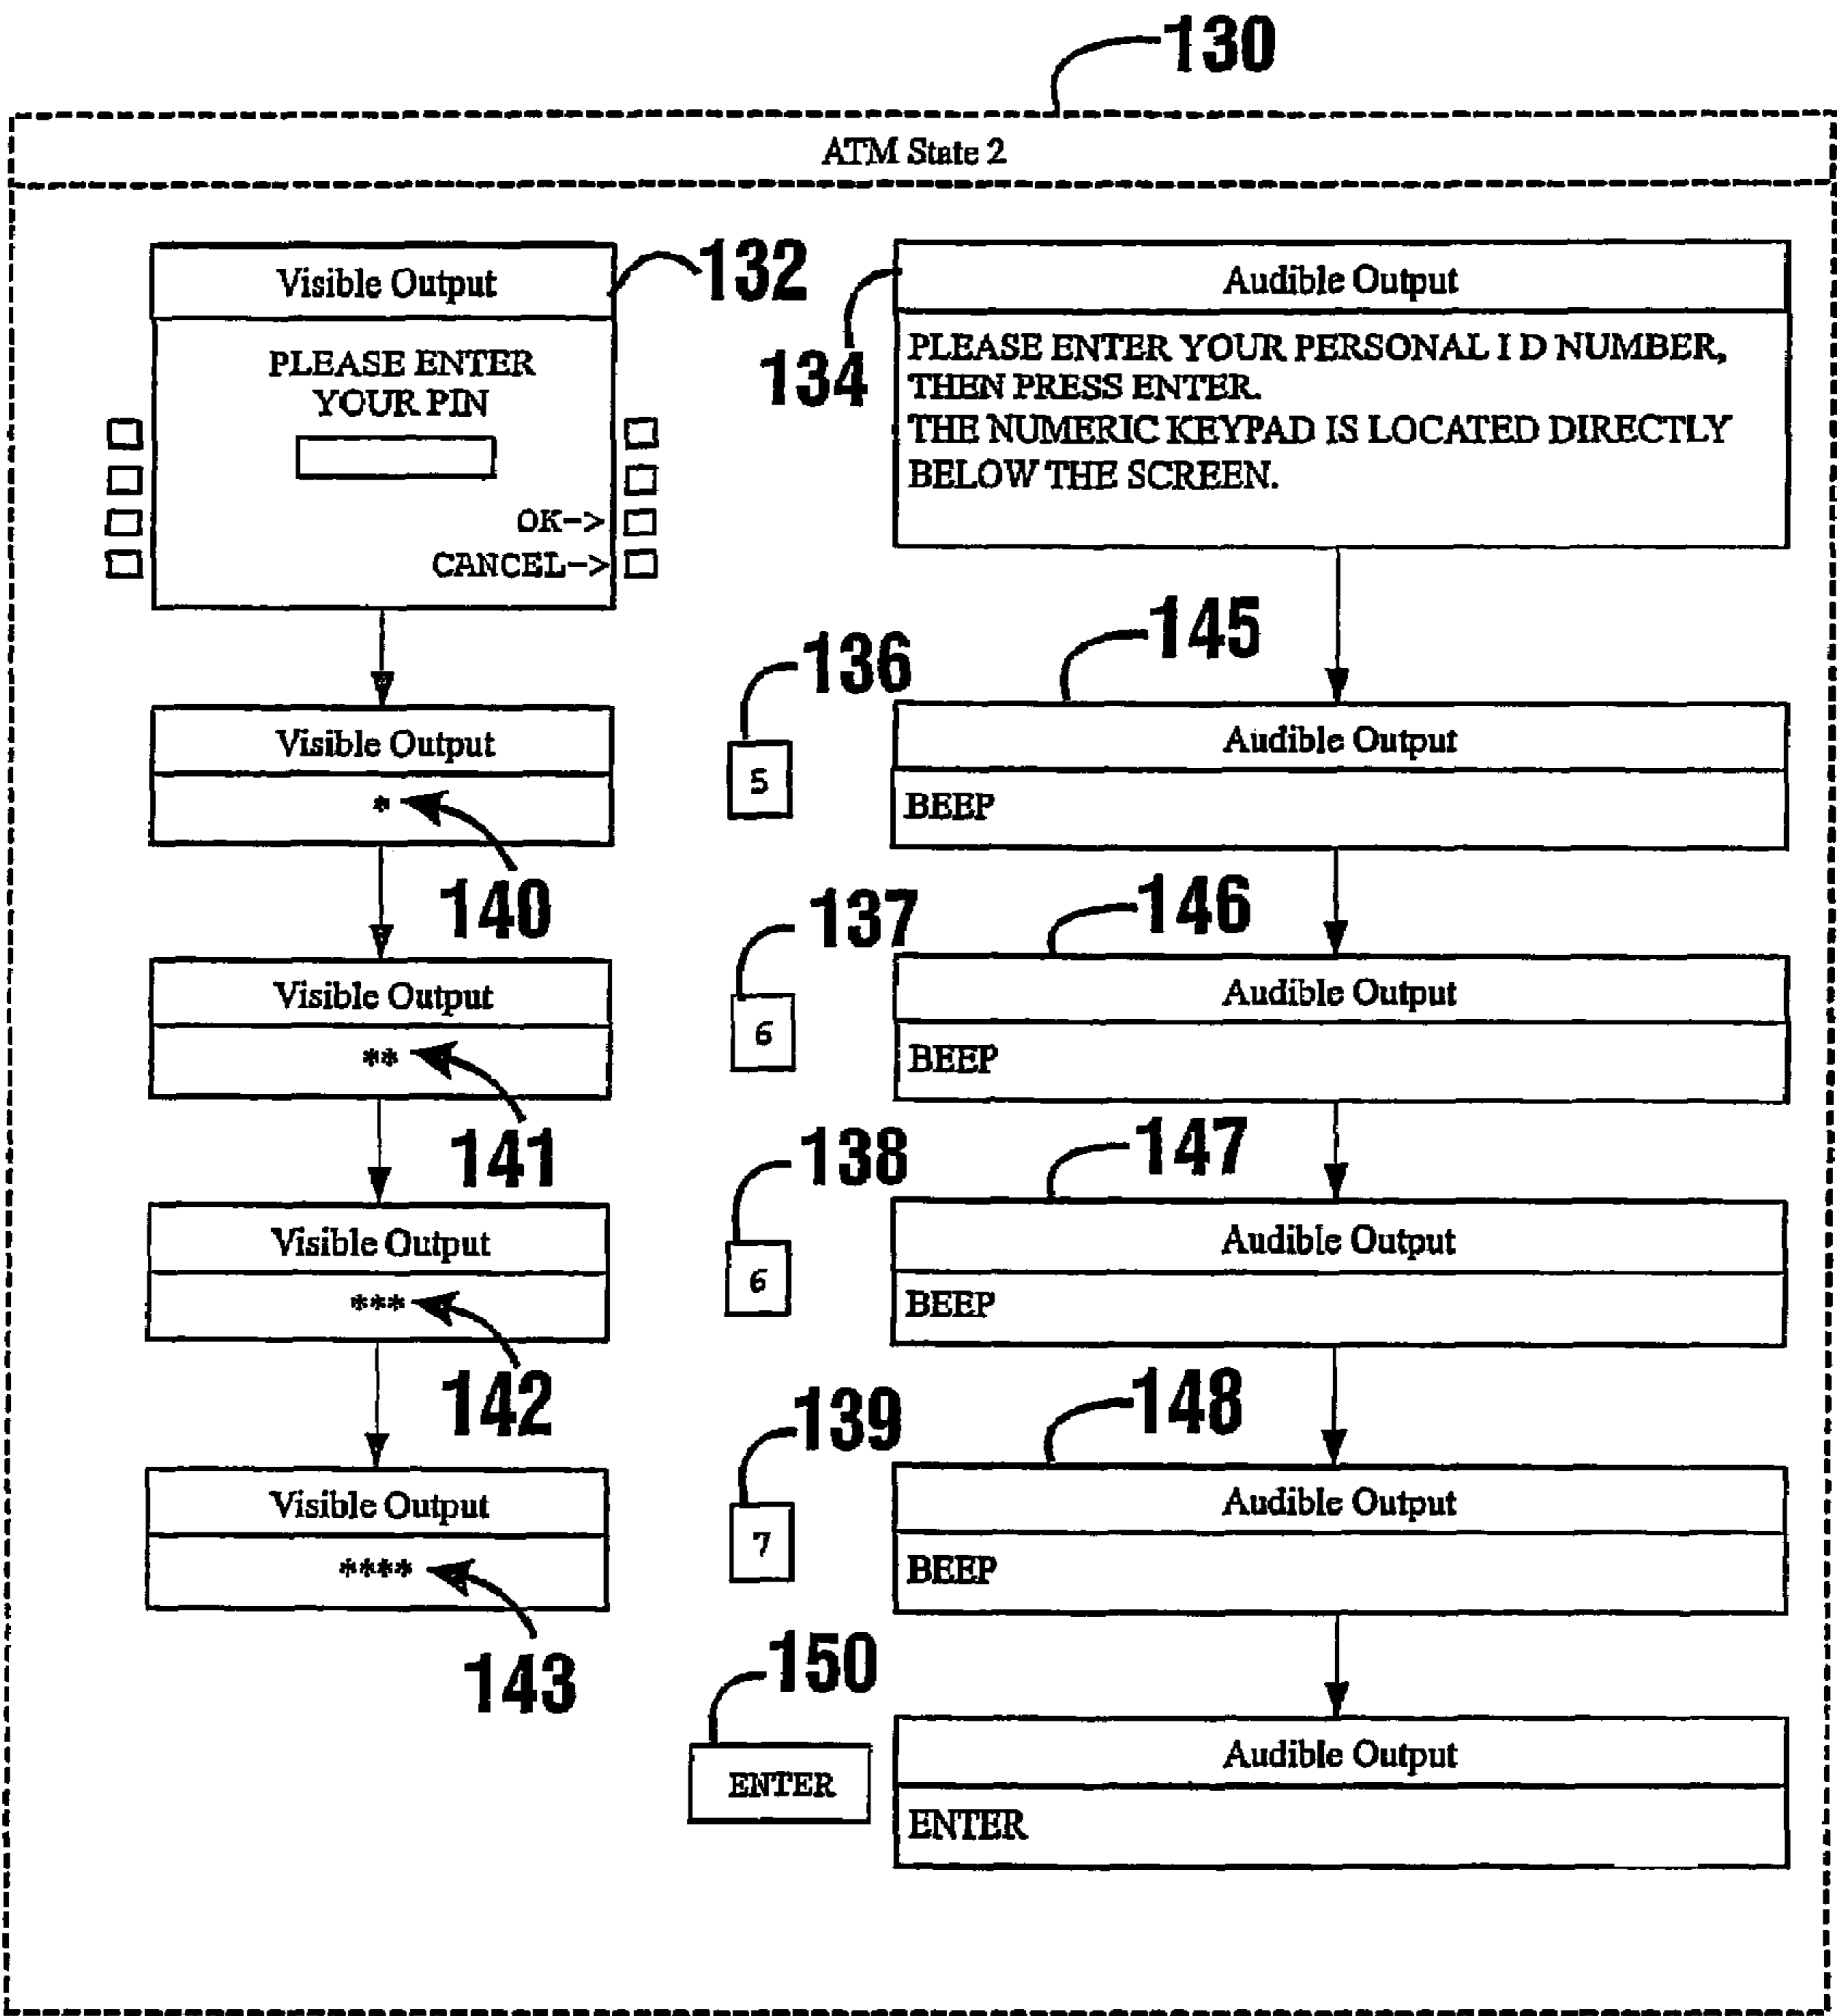 130
ATM State 2
Visible Output
132
PLEASE ENTER
YOUR PIN
OK->
CANCEL->
134
Audible Output
PLEASE ENTER YOUR PERSONAL I D NUMBER,
THEN PRESS ENTER.
THE NUMERIC KEYPAD IS LOCATED DIRECTLY
BELOW THE SCREEN.
Visible Output
*
140
136
5
145
Audible Output
BEEP
Visible Output
**
141
137
6
146
Audible Output
BEEP
Visible Output
***
142
138
6
147
Audible Output
BEEP
Visible Output
****
143
139
7
148
Audible Output
BEEP
150
ENTER
Audible Output
ENTER